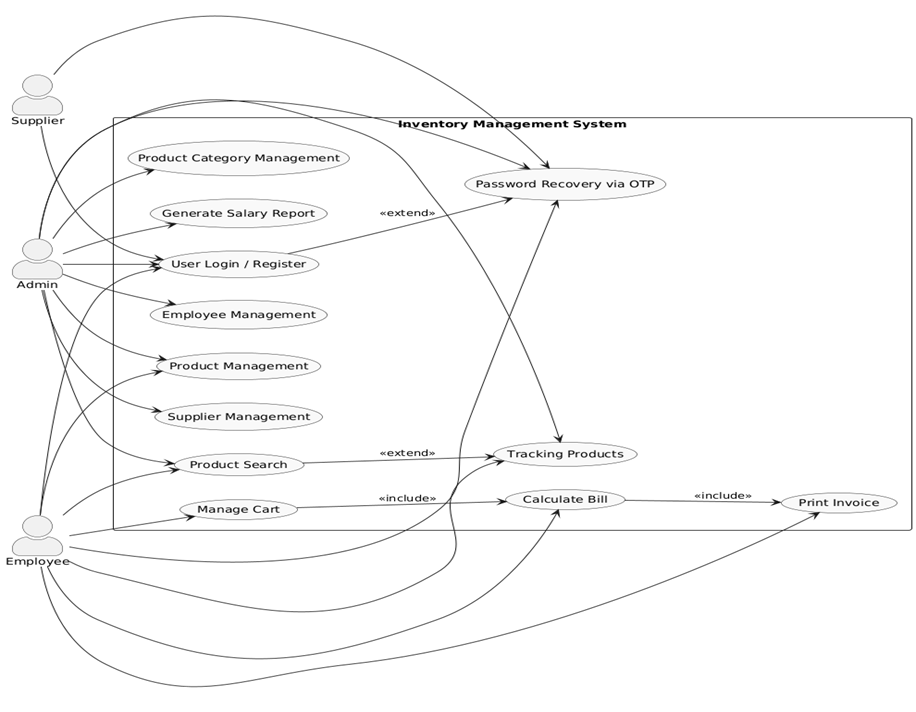 Supplier
Inventory Management System
Product Category Management
Password Recovery via OTP
Generate Salary Report
«extend»
User Login / Register
Admin
Employee Management
Product Management
Supplier Management
«extend»
Tracking Products
Product Search
«include»
Calculate Bill
«include»
Print Invoice
Manage Cart
Employee